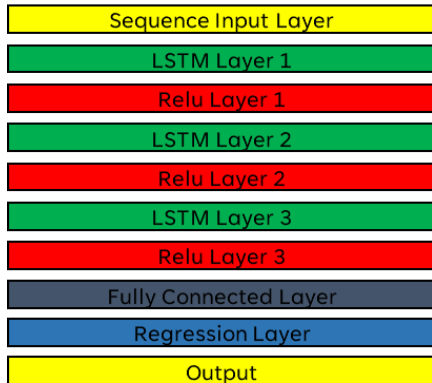 Sequence Input Layer
LSTM Layer 1
Relu Layer 1
LSTM Layer 2
Relu Layer 2
LSTM Layer 3
Relu Layer 3
Fully Connected Layer
Regression Layer
Output